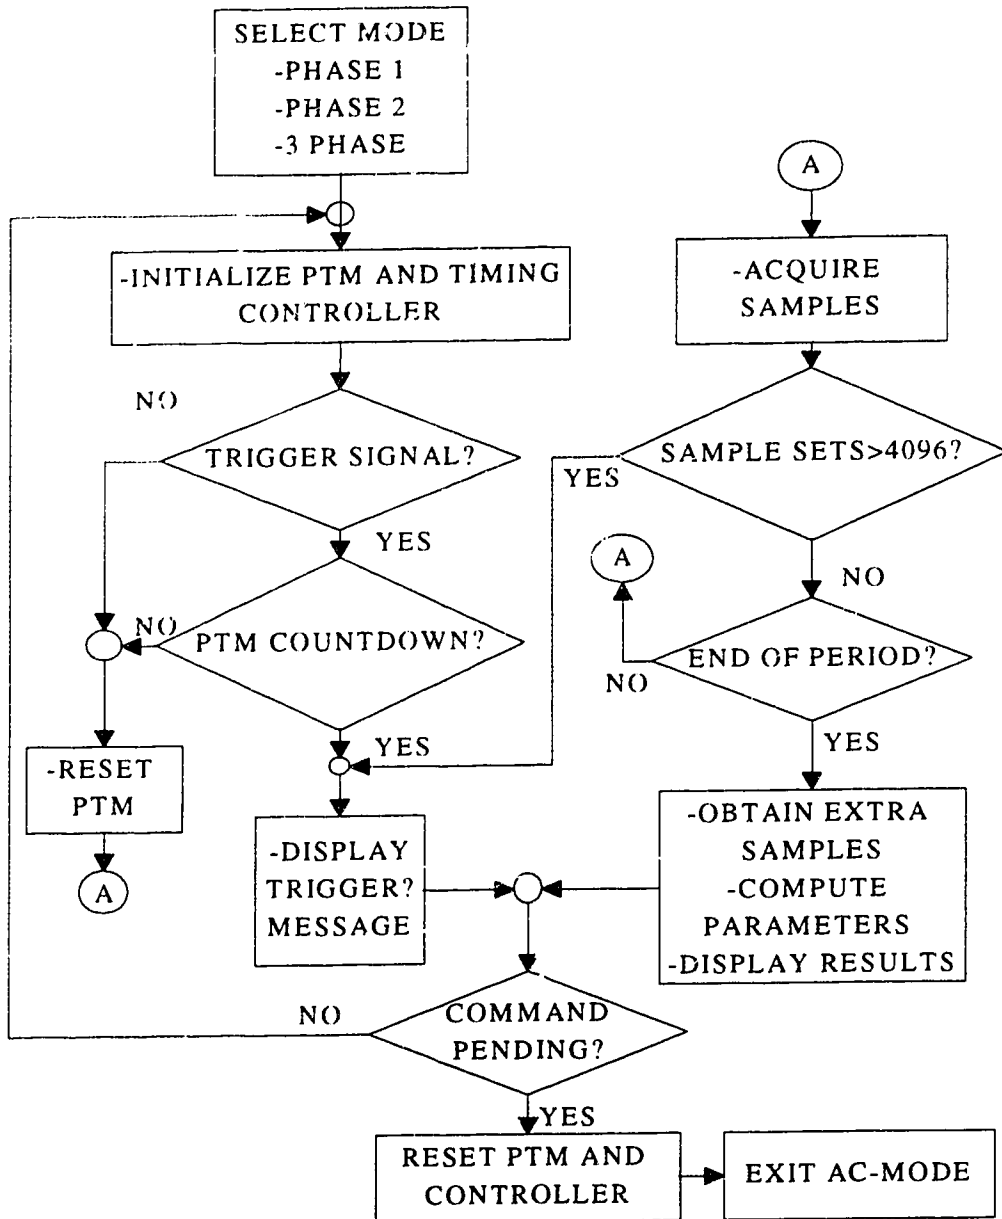 SELECT MODE
-PHASE 1
-PHASE 2
-3 PHASE
-INITIALIZE PTM AND TIMING
CONTROLLER
NO
TRIGGER SIGNAL?
YES
NO
PTM COUNTDOWN?
YES
-RESET
PTM
A
-DISPLAY
TRIGGER?
MESSAGE
A
-ACQUIRE
SAMPLES
SAMPLE SETS>4096?
YES
NO
A
END OF PERIOD?
NO
YES
-OBTAIN EXTRA
SAMPLES
-COMPUTE
PARAMETERS
-DISPLAY RESULTS
NO
COMMAND
PENDING?
YES
RESET PTM AND
CONTROLLER
EXIT AC-MODE